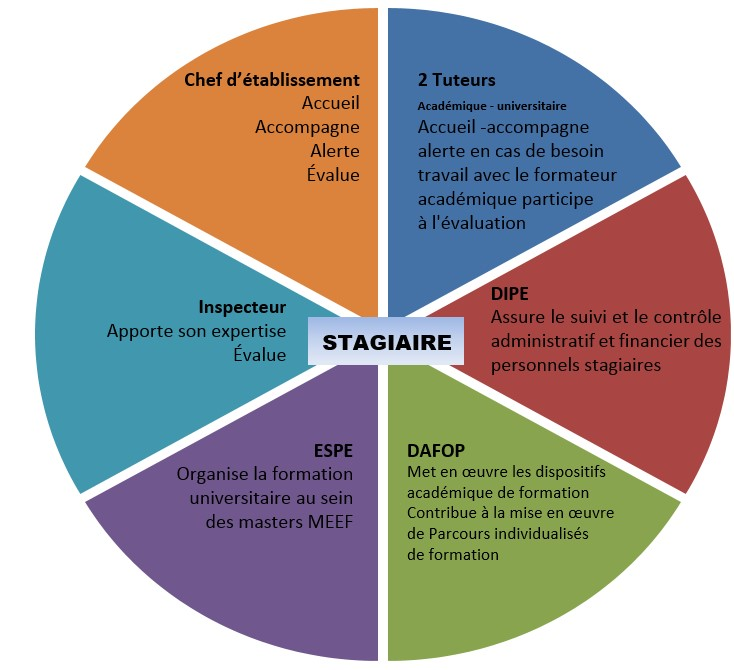 Chef d'établissement
Accueil
Accompagne
Alerte
Évalue
2 Tuteurs
Académique - universitaire
Accueil -accompagne
alerte en cas de besoin
travail avec le formateur
académique participe
à l'évaluation
Inspecteur
Apporte son expertise
Évalue
STAGIAIRE
DIPE
Assure le suivi et le contrôle
administratif et financier des
personnels stagiaires
ESPE
Organise la formation
universitaire au sein
des masters MEEF
DAFOP
Met en œuvre les dispositifs
académique de formation
Contribue à la mise en œuvre
de Parcours individualisés
de formation